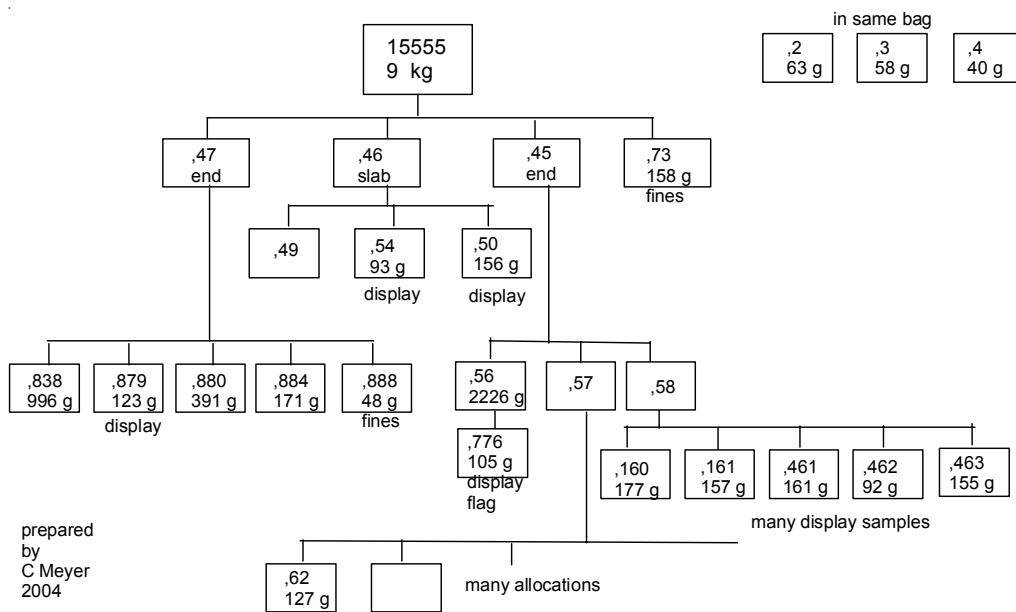 in same bag
15555
9 kg
,2
63 g
,3
58 g
,4
40 g
,47
end
,46
slab
,45
end
,73
158 g
fines
,49
,54
93 g
display
,50
156 g
display
,838
996 g
,879
123 g
display
,880
391 g
,884
171 g
,888
48 g
fines
,56
2226 g
,57
,58
,776
105 g
display
flag
,160
177 g
,161
157 g
,461
161 g
,462
92 g
,463
155 g
many display samples
prepared
by
C Meyer
2004
,62
127 g
many allocations